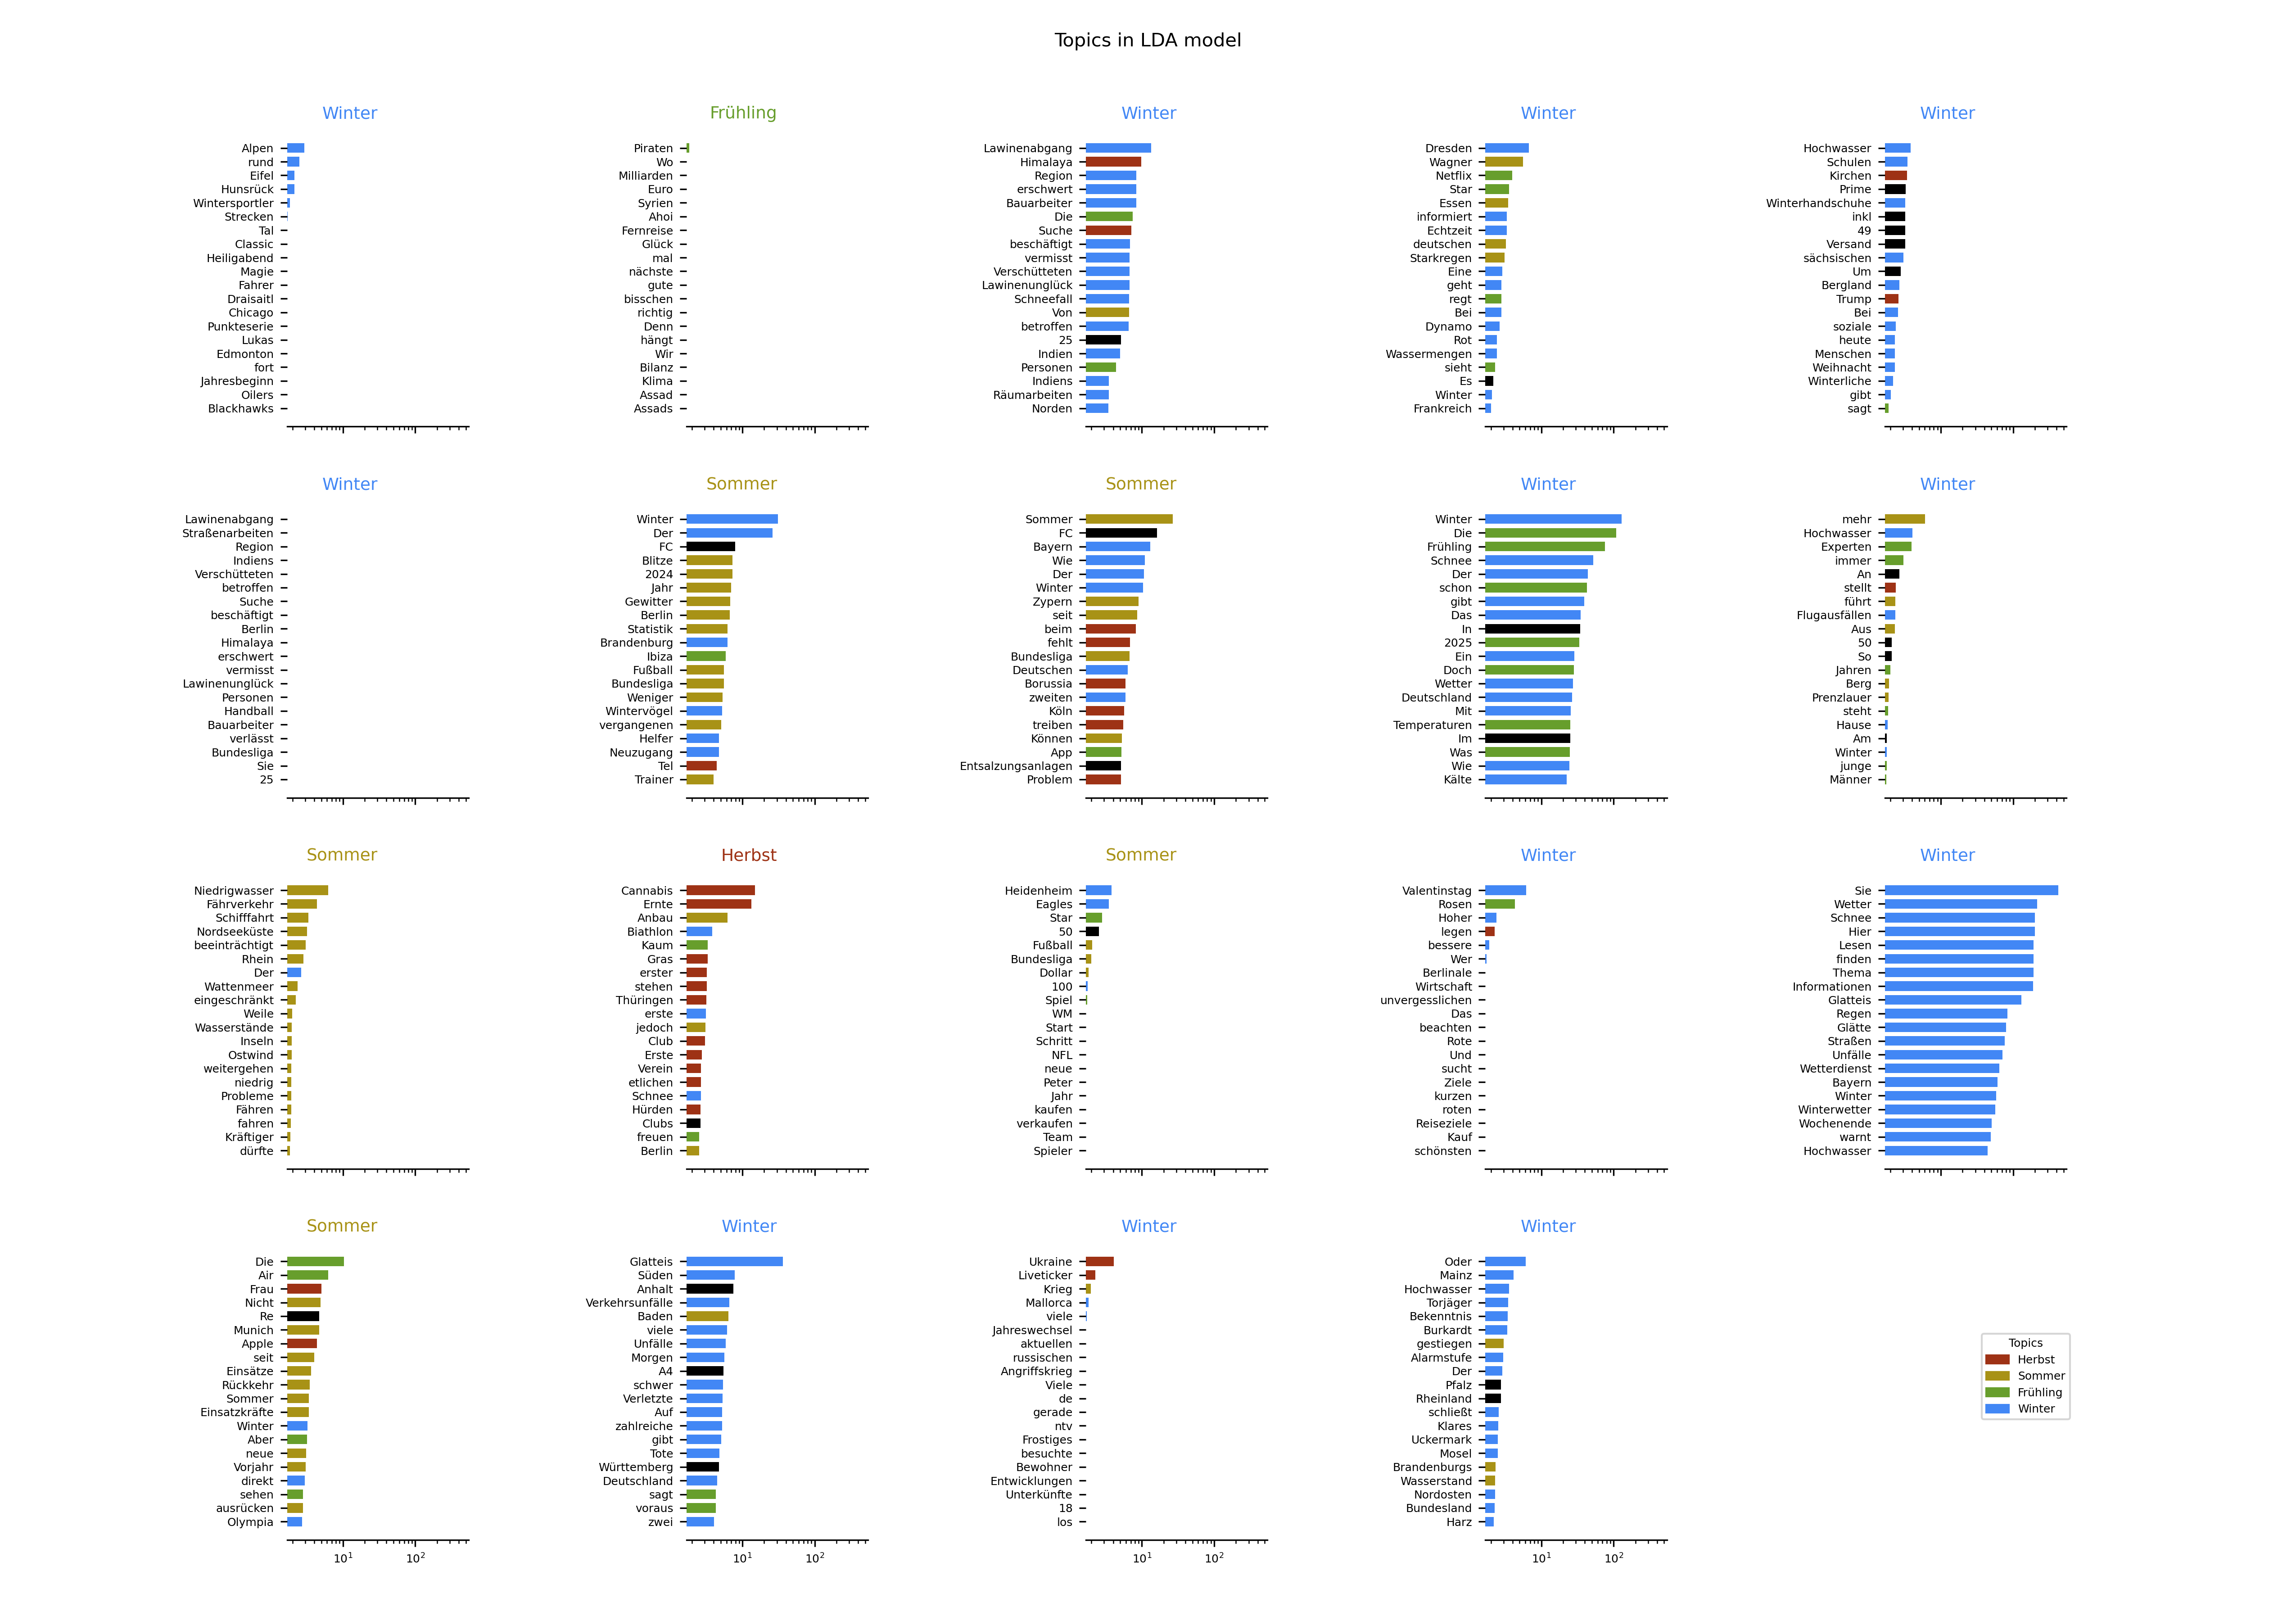 Topics in LDA model
Winter
Alpen
rund
Eifel
Hunsrück
Wintersportler
Strecken
Tal
Classic
Heiligabend
Magie
Fahrer
Draisaitl
Chicago
Punkteserie
Lukas
Edmonton
fort
Jahresbeginn
Oilers
Blackhawks
Frühling
Piraten
Wo
Milliarden
Euro
Syrien
Ahoi
Fernreise
Glück
mal
nächste
gute
bisschen
richtig
Denn
hängt
Wir
Bilanz
Klima
Assad
Assads
Winter
Lawinenabgang
Himalaya
Region
erschwert
Bauarbeiter
Die
Suche
beschäftigt
vermisst
Verschütteten
Lawinenunglück
Schneefall
Von
betroffen
25
Indien
Personen
Indiens
Räumarbeiten
Norden
Winter
Dresden
Wagner
Netflix
Star
Essen
informiert
Echtzeit
deutschen
Starkregen
Eine
geht
regt
Bei
Dynamo
Rot
Wassermengen
sieht
Es
Winter
Frankreich
Winter
Hochwasser
Schulen
Kirchen
Prime
Winterhandschuhe
inkl
49
Versand
sächsischen
Um
Bergland
Trump
Bei
soziale
heute
Menschen
Weihnacht
Winterliche
gibt
sagt
Winter
Lawinenabgang
Straßenarbeiten
Region
Indiens
Verschütteten
betroffen
Suche
beschäftigt
Berlin
Himalaya
erschwert
vermisst
Lawinenunglück
Personen
Handball
Bauarbeiter
verlässt
Bundesliga
Sie
25
Sommer
Winter
Der
FC
Blitze
2024
Jahr
Gewitter
Berlin
Statistik
Brandenburg
Ibiza
Fußball
Bundesliga
Weniger
Wintervögel
vergangenen
Helfer
Neuzugang
Tel
Trainer
Sommer
Sommer
FC
Bayern
Wie
Der
Winter
Zypern
seit
beim
fehlt
Bundesliga
Deutschen
Borussia
zweiten
Köln
treiben
Können
App
Entsalzungsanlagen
Problem
Winter
Winter
Die
Frühling
Schnee
Der
schon
gibt
Das
In
2025
Ein
Doch
Wetter
Deutschland
Mit
Temperaturen
Im
Was
Wie
Kälte
Winter
mehr
Hochwasser
Experten
immer
An
stellt
führt
Flugausfällen
Aus
50
So
Jahren
Berg
Prenzlauer
steht
Hause
Am
Winter
junge
Männer
Sommer
Niedrigwasser
Fährverkehr
Schifffahrt
Nordseeküste
beeinträchtigt
Rhein
Der
Wattenmeer
eingeschränkt
Weile
Wasserstände
Inseln
Ostwind
weitergehen
niedrig
Probleme
Fähren
fahren
Kräftiger
dürfte
Herbst
Cannabis
Ernte
Anbau
Biathlon
Kaum
Gras
erster
stehen
Thüringen
erste
jedoch
Club
Erste
Verein
etlichen
Schnee
Hürden
Clubs
freuen
Berlin
Sommer
Heidenheim
Eagles
Star
50
Fußball
Bundesliga
Dollar
100
Spiel
WM
Start
Schritt
NFL
neue
Peter
Jahr
kaufen
verkaufen
Team
Spieler
Winter
Valentinstag
Rosen
Hoher
legen
bessere
Wer
Berlinale
Wirtschaft
unvergesslichen
Das
beachten
Rote
Und
sucht
Ziele
kurzen
roten
Reiseziele
Kauf
schönsten
Winter
Sie
Wetter
Schnee
Hier
Lesen
finden
Thema
Informationen
Glatteis
Regen
Glätte
Straßen
Unfälle
Wetterdienst
Bayern
Winter
Winterwetter
Wochenende
warnt
Hochwasser
Sommer
Die
Air
Frau
Nicht
Re
Munich
Apple
seit
Einsätze
Rückkehr
Sommer
Einsatzkräfte
Winter
Aber
neue
Vorjahr
direkt
sehen
ausrücken
Olympia
10¹ 10²
Winter
Glatteis
Süden
Anhalt
Verkehrsunfälle
Baden
viele
Unfälle
Morgen
A4
schwer
Verletzte
Auf
zahlreiche
gibt
Tote
Württemberg
Deutschland
sagt
voraus
zwei
10¹ 10²
Winter
Ukraine
Liveticker
Krieg
Mallorca
viele
Jahreswechsel
aktuellen
russischen
Angriffskrieg
Viele
de
gerade
ntv
Frostiges
besuchte
Bewohner
Entwicklungen
Unterkünfte
18
los
10¹ 10²
Winter
Oder
Mainz
Hochwasser
Torjäger
Bekenntnis
Burkardt
gestiegen
Alarmstufe
Der
Pfalz
Rheinland
schließt
Klares
Uckermark
Mosel
Brandenburgs
Wasserstand
Nordosten
Bundesland
Harz
10¹ 10²
Topics
Herbst
Sommer
Frühling
Winter